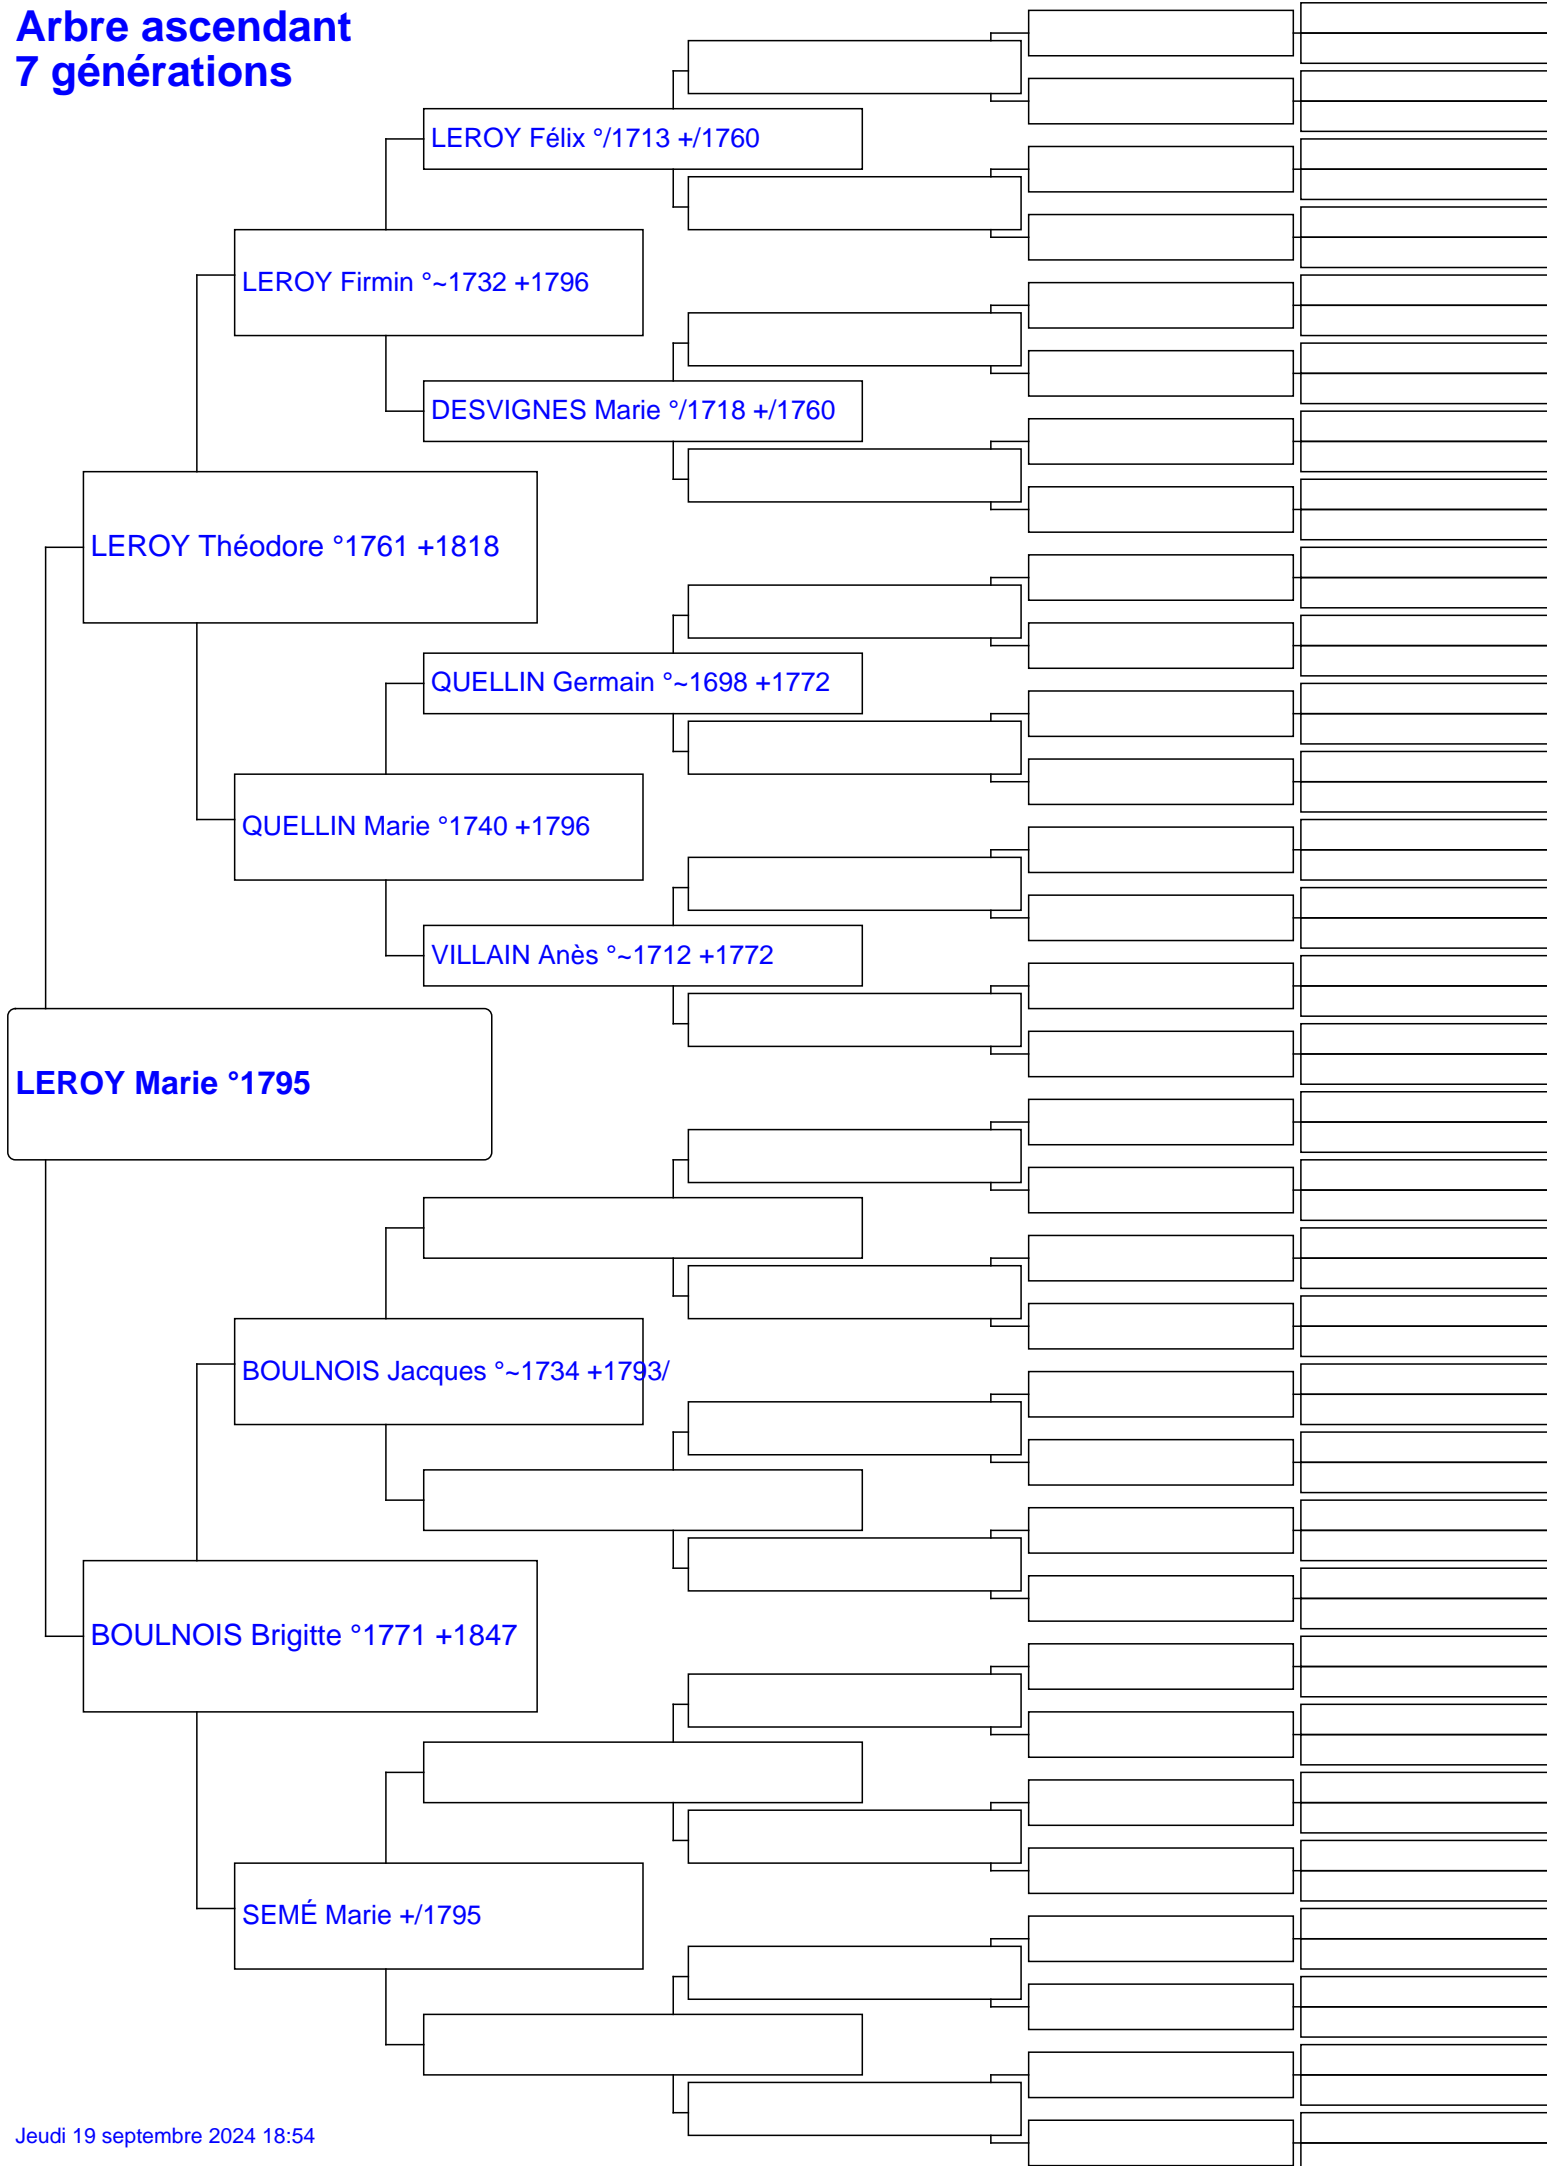 Arbre ascendant
7 générations
LEROY Félix °/1713 +/1760
LEROY Firmin °~1732 +1796
DESVIGNES Marie °/1718 +/1760
LEROY Théodore °1761 +1818
QUELLIN Germain °~1698 +1772
QUELLIN Marie °1740 +1796
VILLAIN Anès °~1712 +1772
LEROY Marie °1795
BOULNOIS Jacques °~1734 +1793/
BOULNOIS Brigitte °1771 +1847
SEMÉ Marie +/1795
Jeudi 19 septembre 2024 18:54